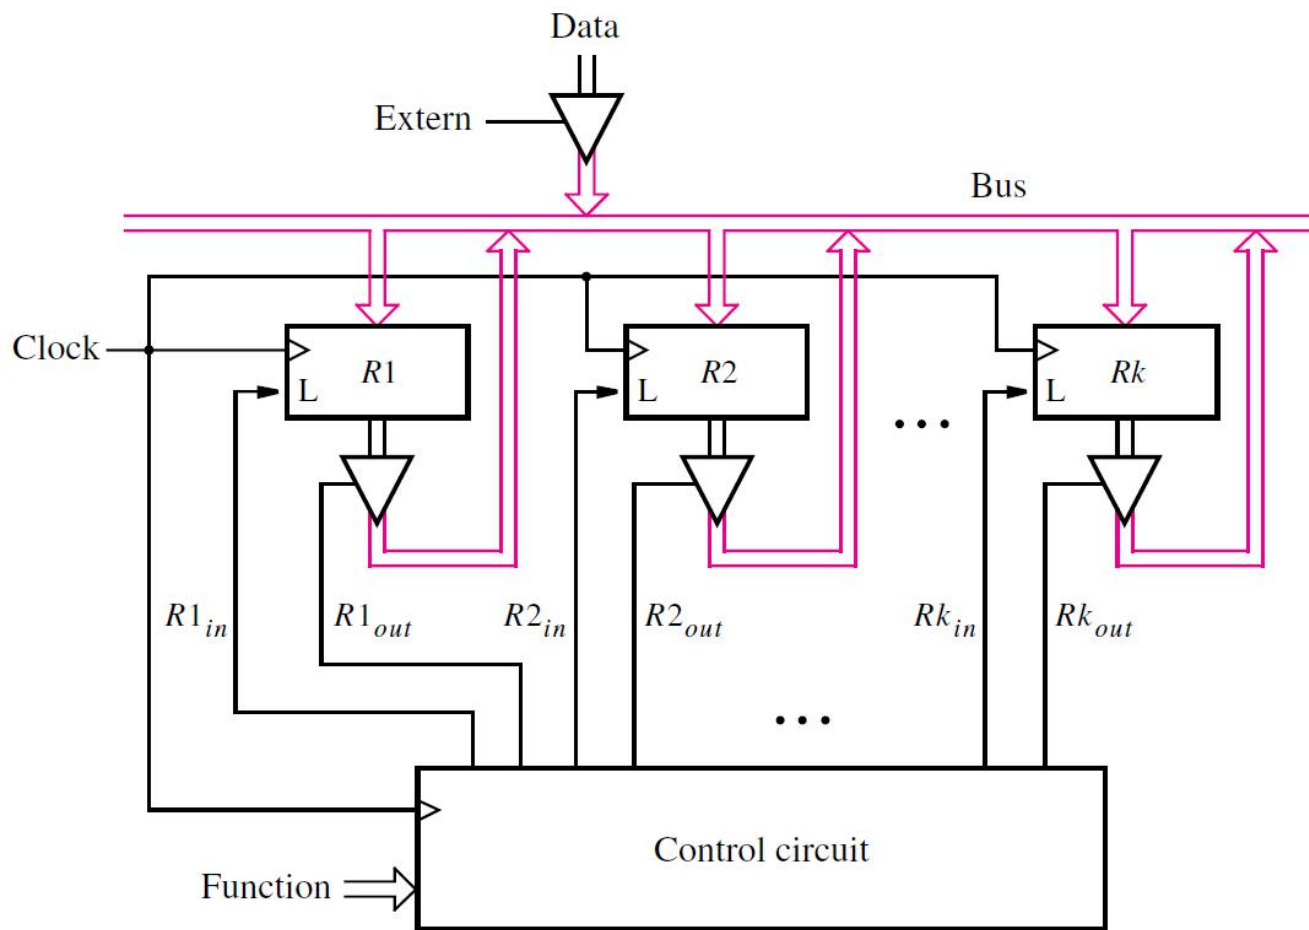 Data
Extern
Bus
Clock
R1
R2
Rk
L
L
L
• • •
R1in
R1out
R2in
R2out
Rkin
Rkout
• • •
Control circuit
Function